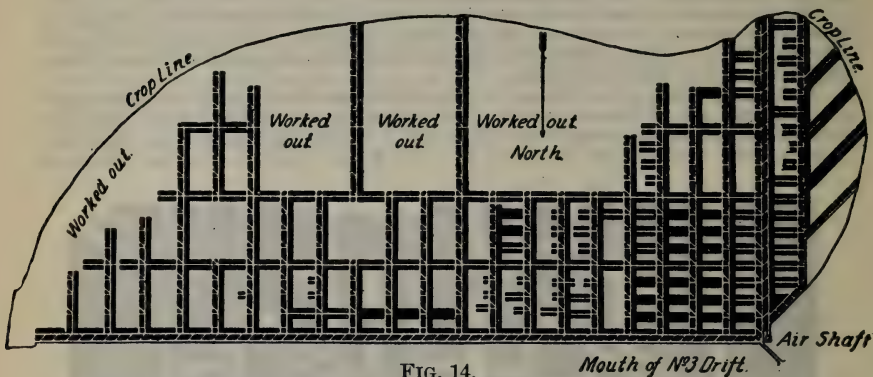 Crop Line.
Crop Line.
Worked out.
Worked
out
Worked
out.
Worked out
North.
Air Shaft
Mouth of Nº3 Drift.
FIG. 14.